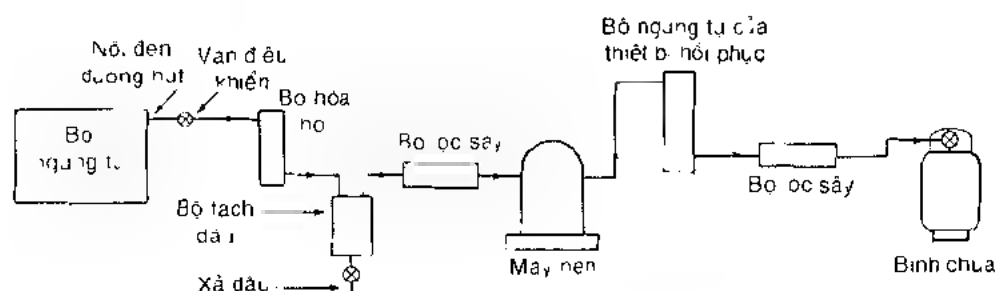 Bộ ngưng tụ của
thiết bị hồi phục
Nối đến
đường hút
Van điều
khiển
Bộ hóa
hơi
Bộ
ngưng tụ
Bộ lọc sấy
Bộ lọc sấy
Bộ tách
dầu
Xả dầu
Máy nén
Bình chứa